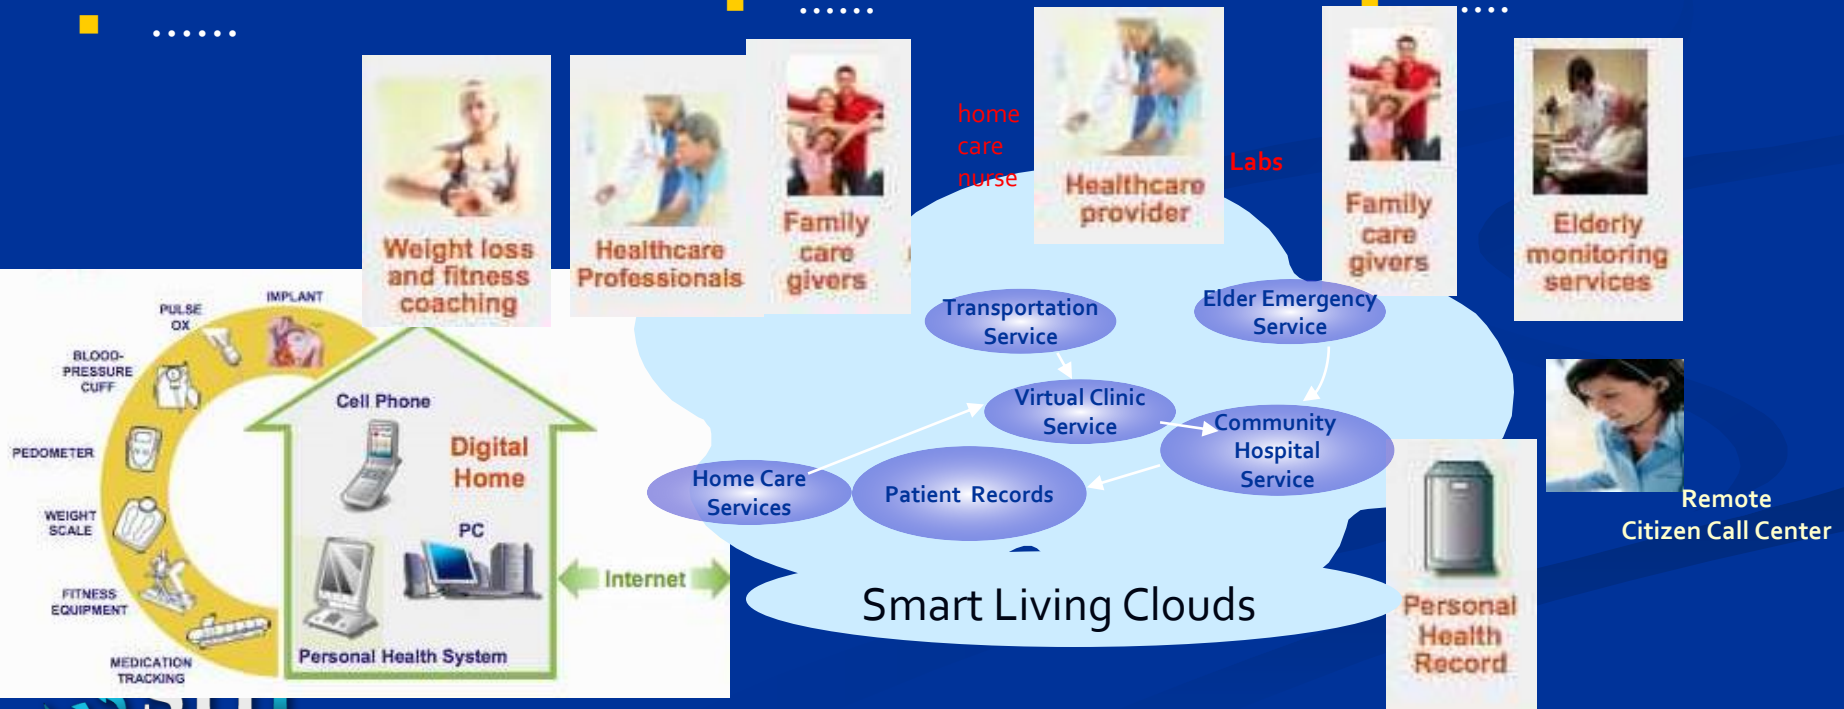 ......
......
....
home
care
nurse
Labs
Weight loss
and fitness
coaching
Healthcare
Professionals
Family
care
givers
Healthcare
provider
Family
care
givers
Elderly
monitoring
services
IMPLANT
PULSE
OX
BLOOD-
PRESSURE
CUFF
PEDOMETER
WEIGHT
SCALE
FITNESS
EQUIPMENT
MEDICATION
TRACKING
Cell Phone
Digital
Home
PC
Personal Health System
Internet
Transportation
Service
Elder Emergency
Service
Virtual Clinic
Service
Community
Hospital
Service
Home Care
Services
Patient Records
Smart Living Clouds
Personal
Health
Record
Remote
Citizen Call Center